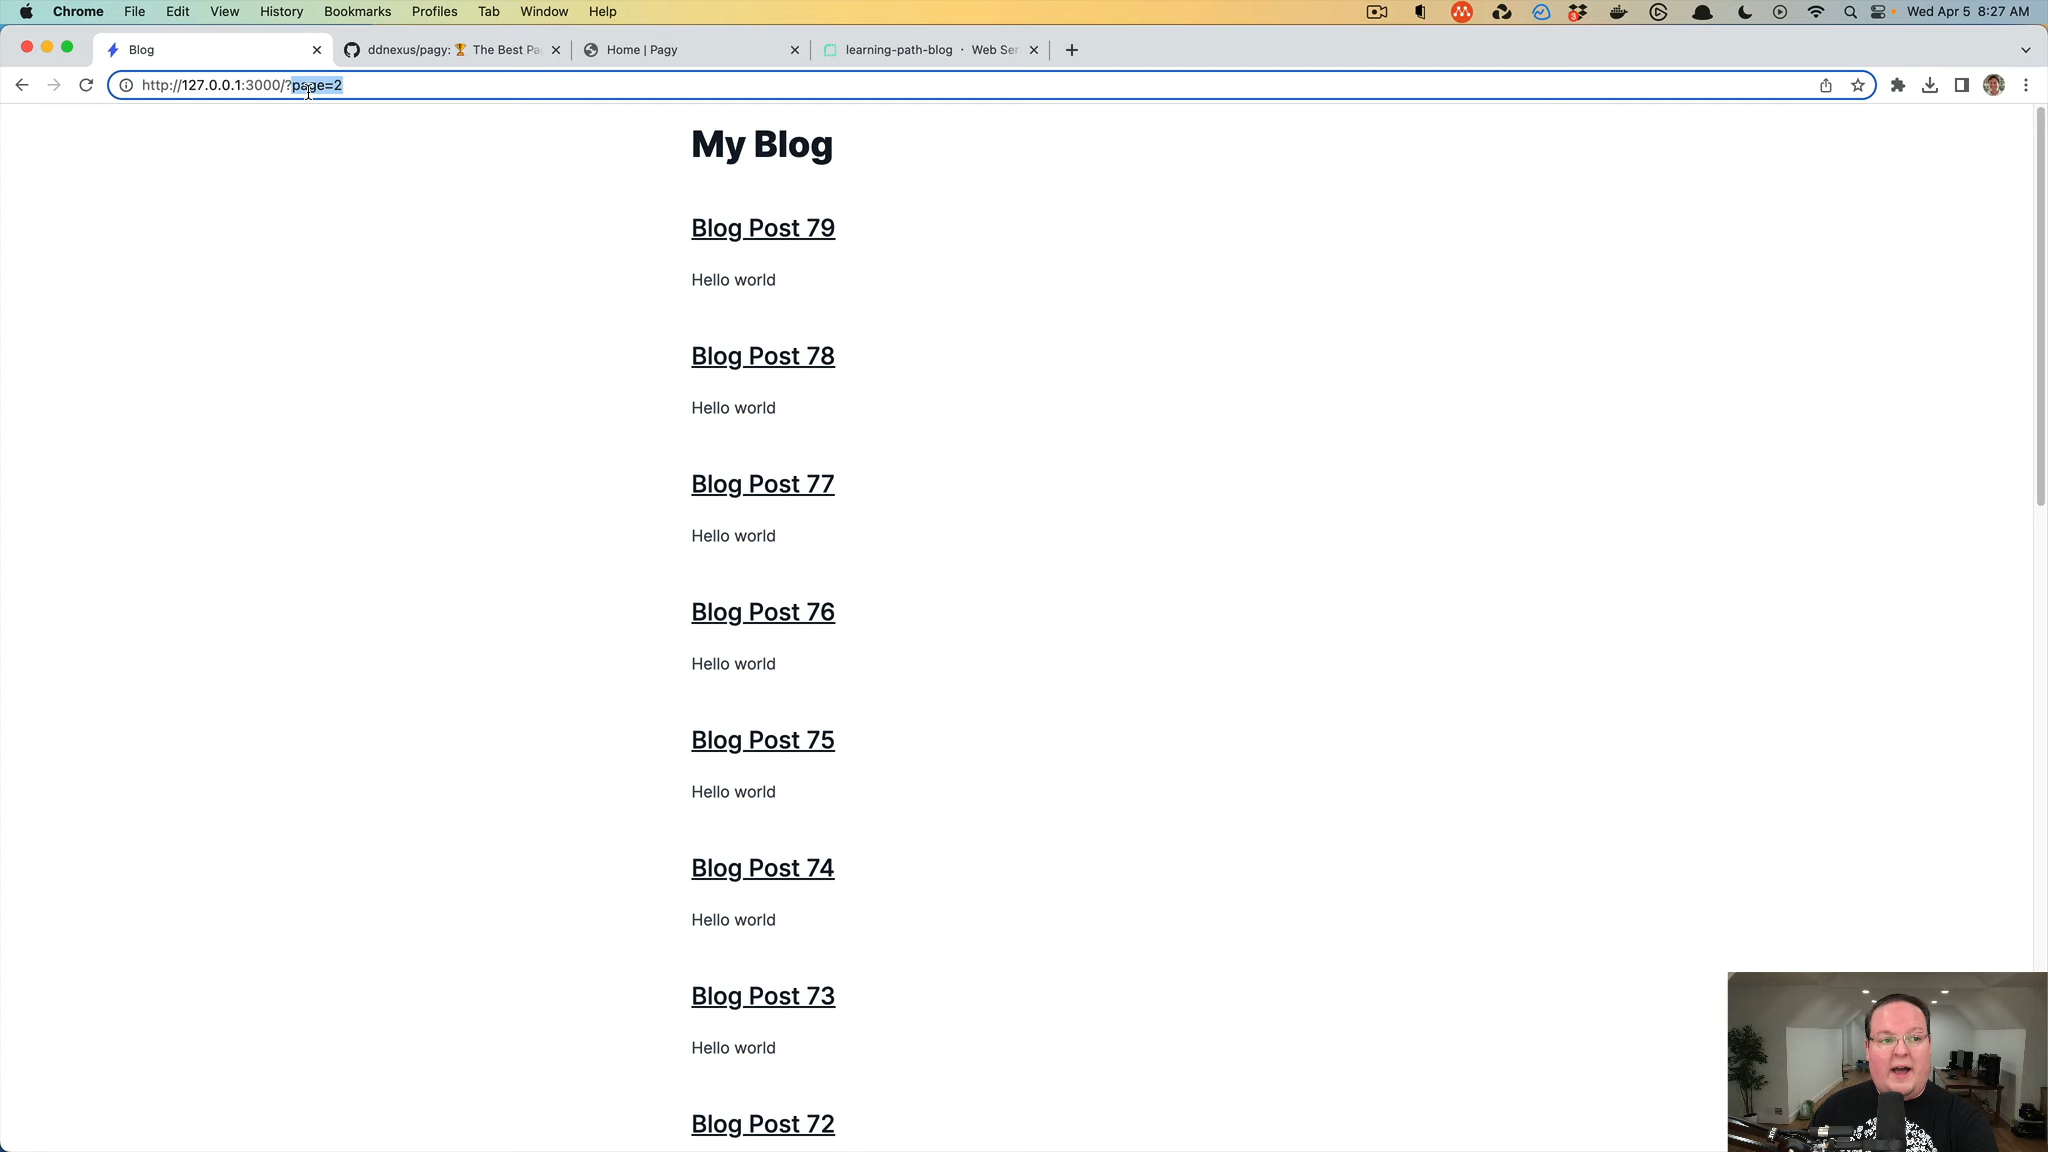 Chrome File Edit View History Bookmarks Profiles Tab Window Help
3
Wed Apr 5 8:27 AM
Blog
ddnexus/pagy: 🏆 The Best Pa
Home | Pagy
learning-path-blog · Web Ser
http://127.0.0.1:3000/?page=2
My Blog
Blog Post 79
Hello world
Blog Post 78
Hello world
Blog Post 77
Hello world
Blog Post 76
Hello world
Blog Post 75
Hello world
Blog Post 74
Hello world
Blog Post 73
Hello world
Blog Post 72